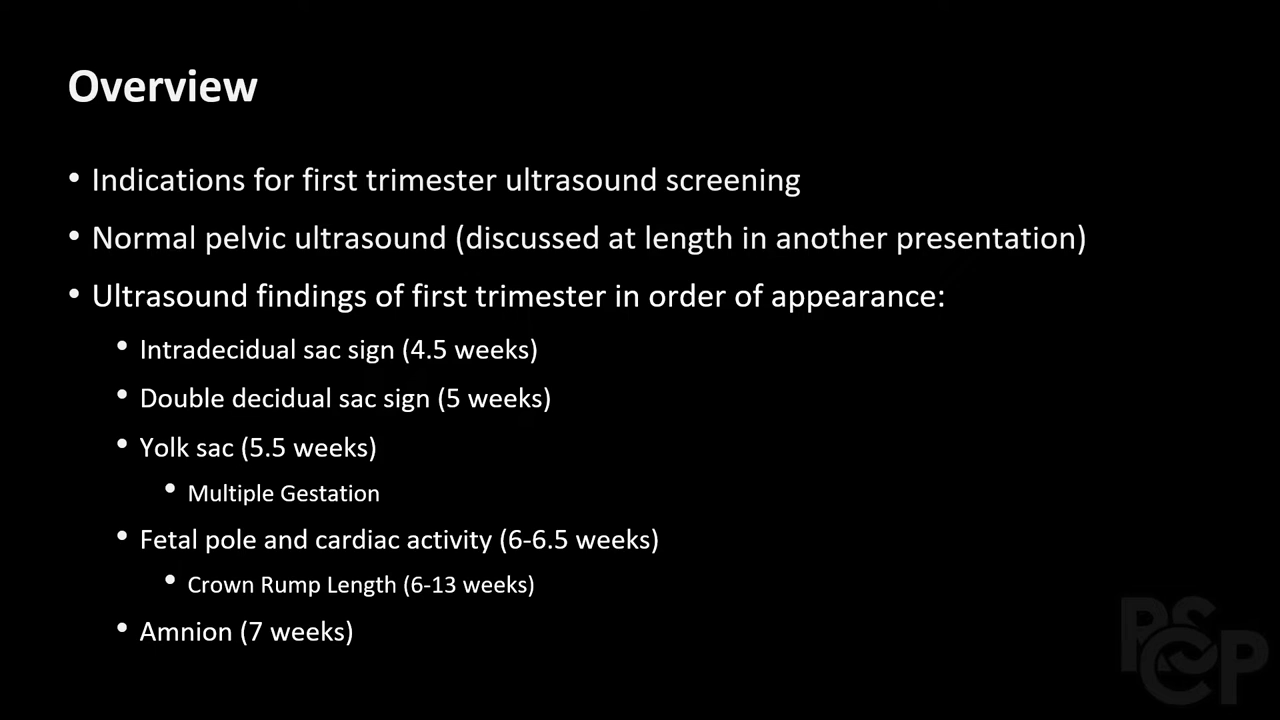 Overview
• Indications for first trimester ultrasound screening
• Normal pelvic ultrasound (discussed at length in another presentation)
• Ultrasound findings of first trimester in order of appearance:
• Intradecidual sac sign (4.5 weeks)
• Double decidual sac sign (5 weeks)
• Yolk sac (5.5 weeks)
• Multiple Gestation
• Fetal pole and cardiac activity (6-6.5 weeks)
• Crown Rump Length (6-13 weeks)
• Amnion (7 weeks)
PSCP